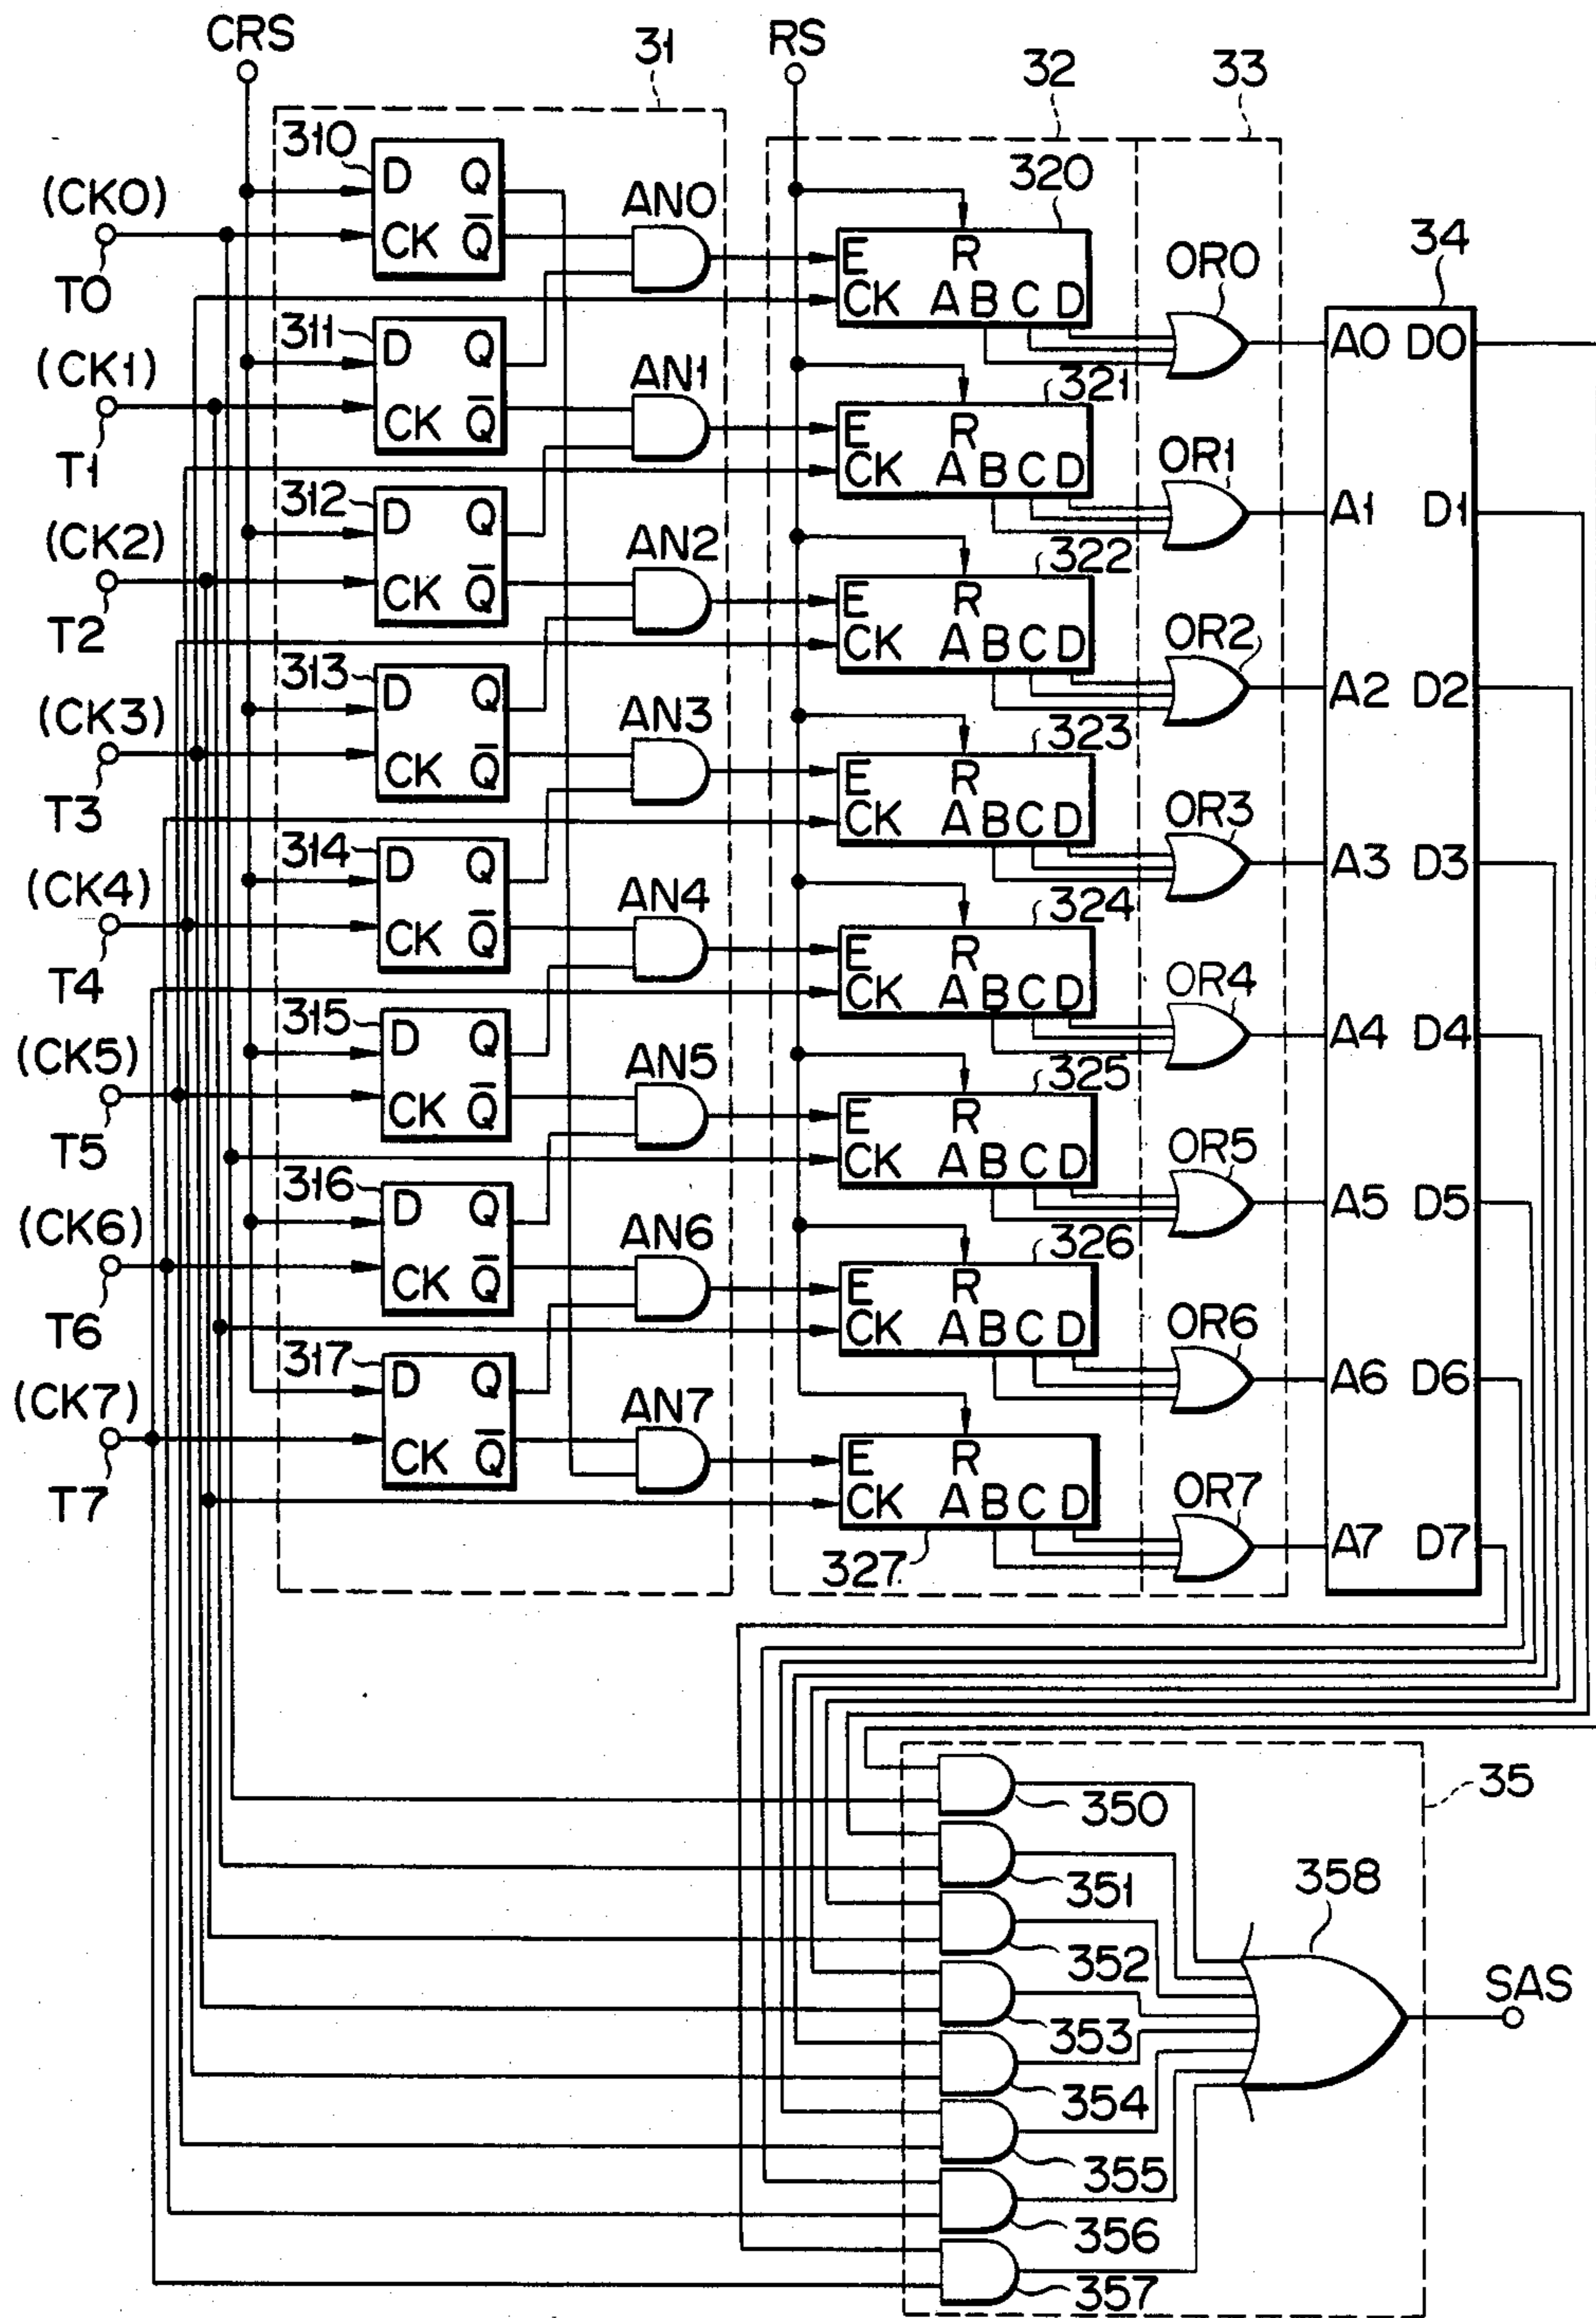 CRS RS
31 32 33
310 D Q
320
(CK0) CK Q̅ AN0 E R 34
T0 CK A B C D OR0
311 D Q A0 D0
(CK1) CK Q̅ AN1 321 E R
T1 CK A B C D OR1
312 D Q A1 D1
(CK2) CK Q̅ AN2 322 E R
T2 CK A B C D OR2
313 D Q A2 D2
(CK3) CK Q̅ AN3 323 E R
T3 CK A B C D OR3
314 D Q A3 D3
(CK4) CK Q̅ AN4 324 E R
T4 CK A B C D OR4
315 D Q A4 D4
(CK5) CK Q̅ AN5 325 E R
T5 CK A B C D OR5
316 D Q A5 D5
(CK6) CK Q̅ AN6 326 E R
T6 CK A B C D OR6
317 D Q A6 D6
(CK7) CK Q̅ AN7 E R
T7 CK A B C D OR7
327 A7 D7
35
350
351 358
352
353 SAS
354
355
356
357